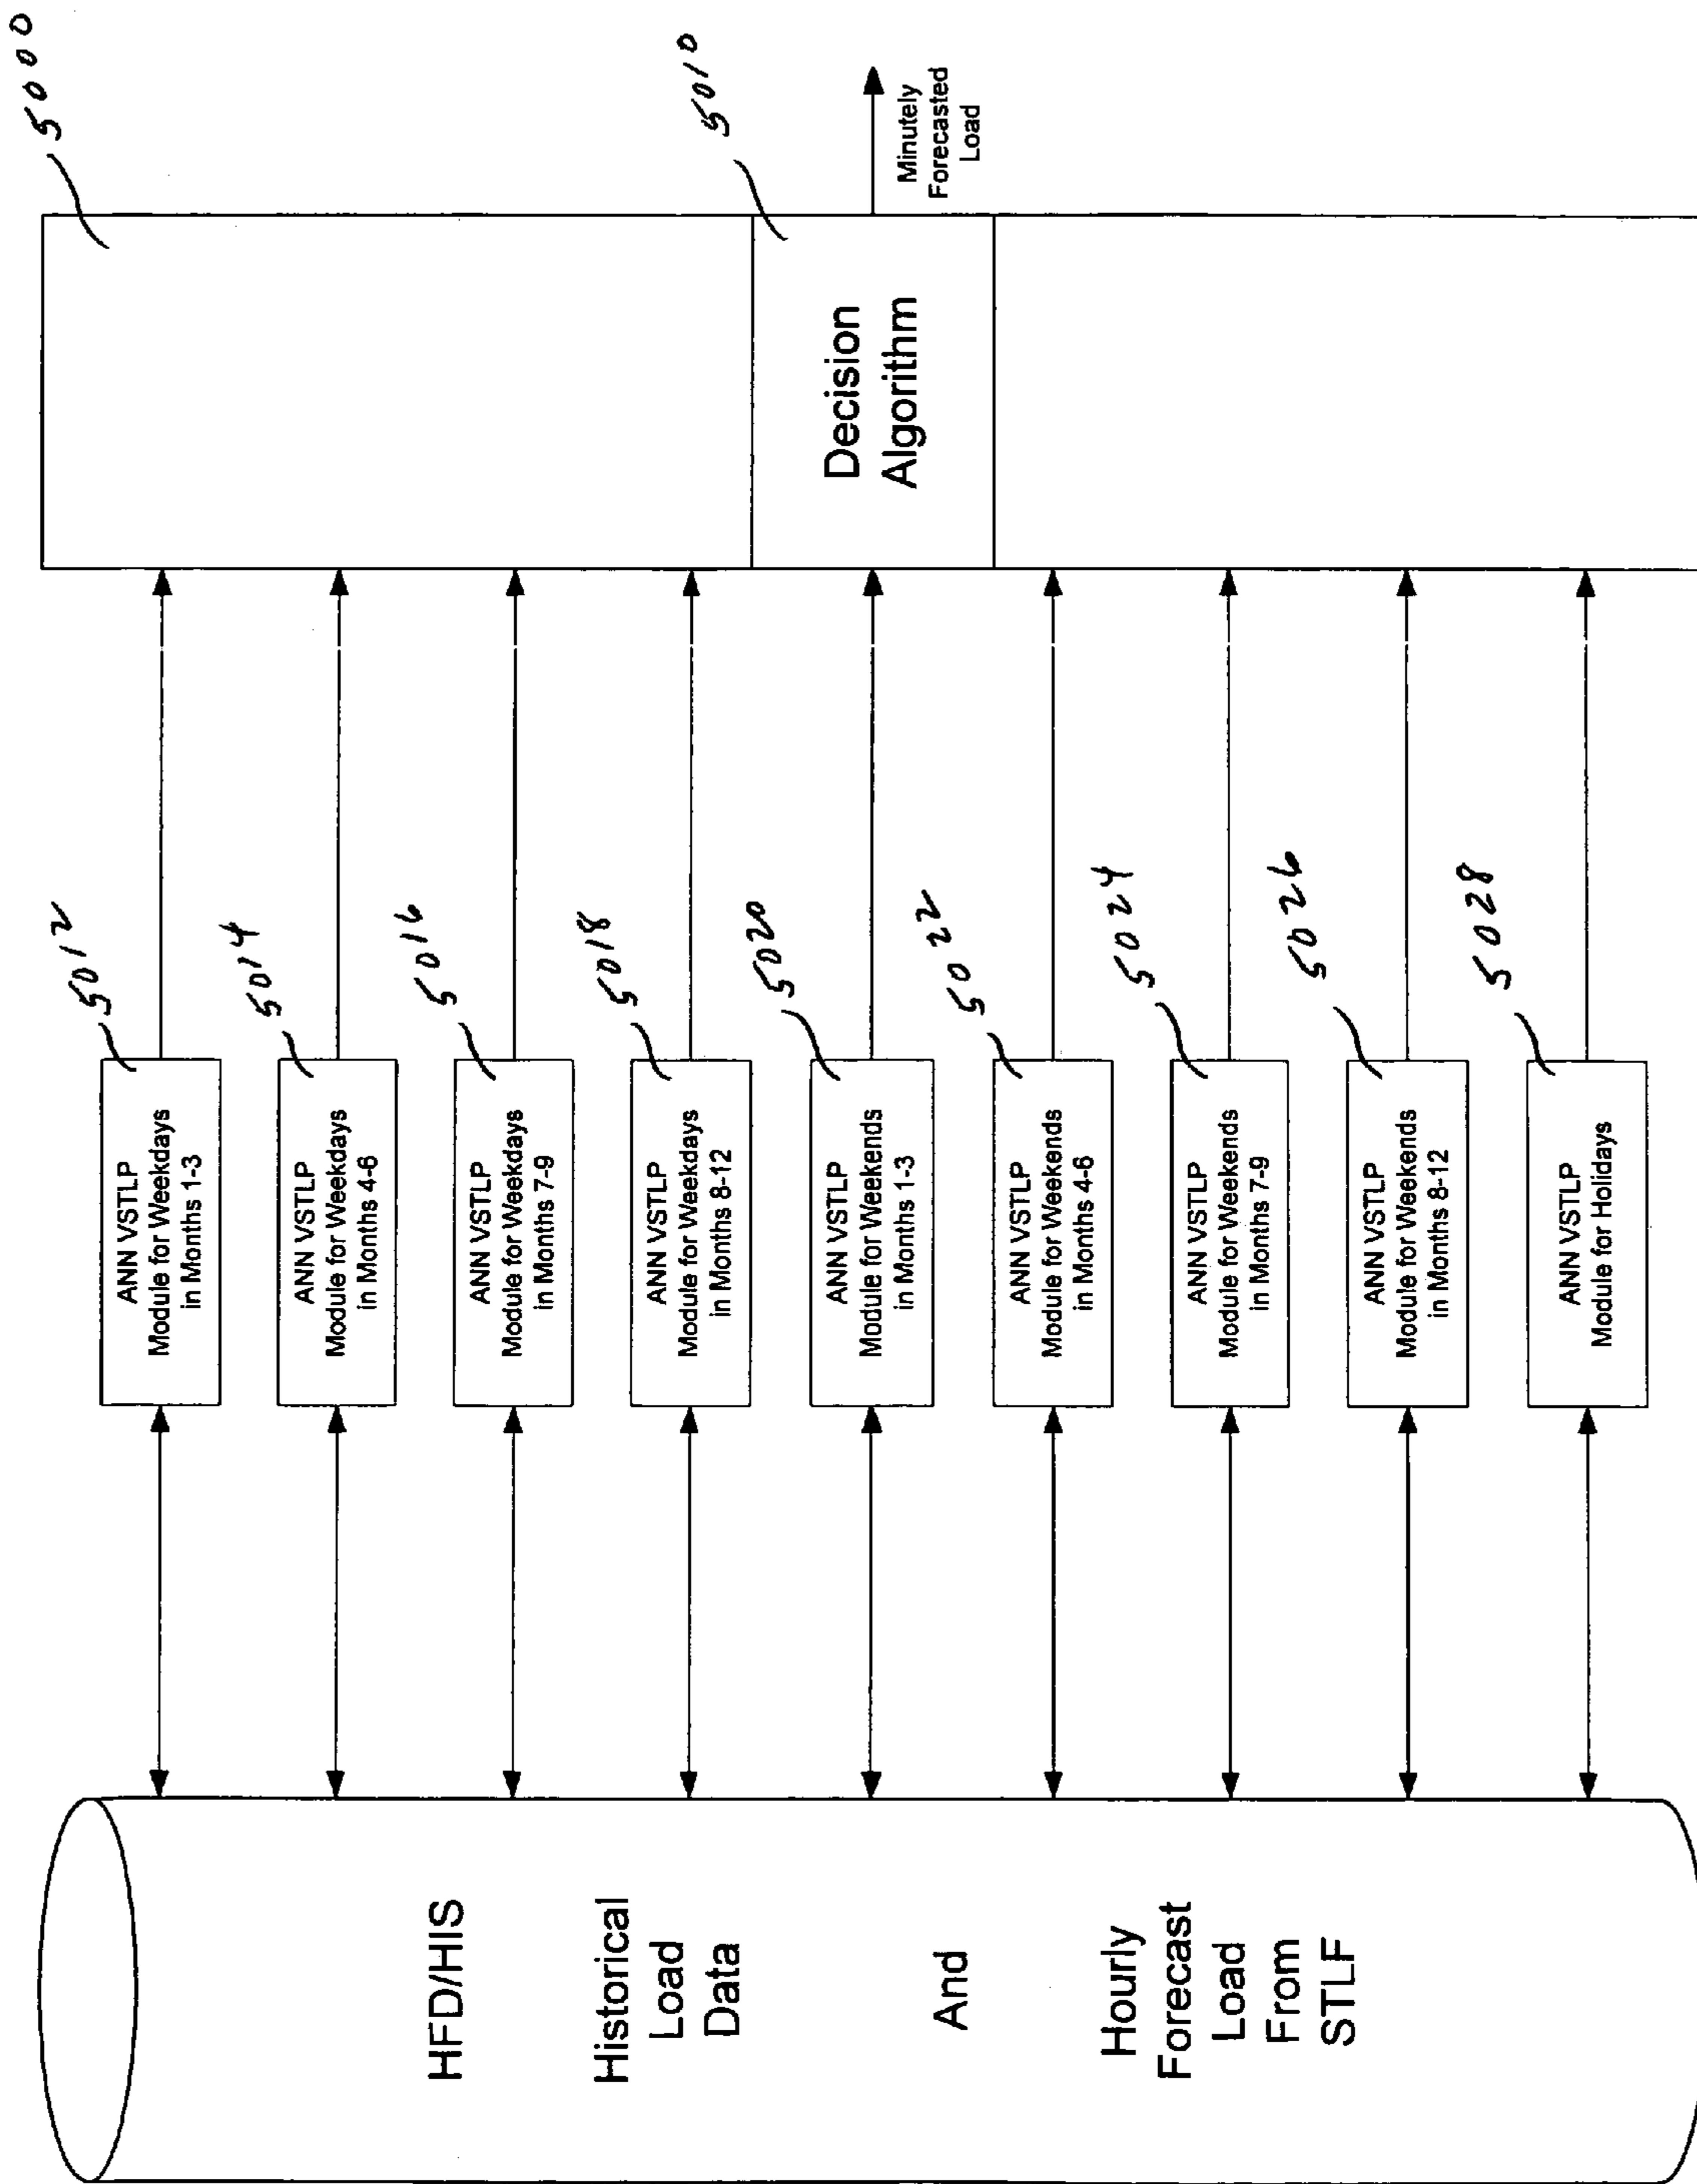 HFD/HIS
Historical
Load
Data
And
Hourly
Forecast
Load
From
STLF
5012
ANN VSTLP
Module for Weekdays
in Months 1-3
5014
ANN VSTLP
Module for Weekdays
in Months 4-6
5016
ANN VSTLP
Module for Weekdays
in Months 7-9
5018
ANN VSTLP
Module for Weekdays
in Months 8-12
5020
ANN VSTLP
Module for Weekends
in Months 1-3
5022
ANN VSTLP
Module for Weekends
in Months 4-6
5024
ANN VSTLP
Module for Weekends
in Months 7-9
5026
ANN VSTLP
Module for Weekends
in Months 8-12
5028
ANN VSTLP
Module for Holidays
5000
5010
Decision
Algorithm
Minutely
Forecasted
Load